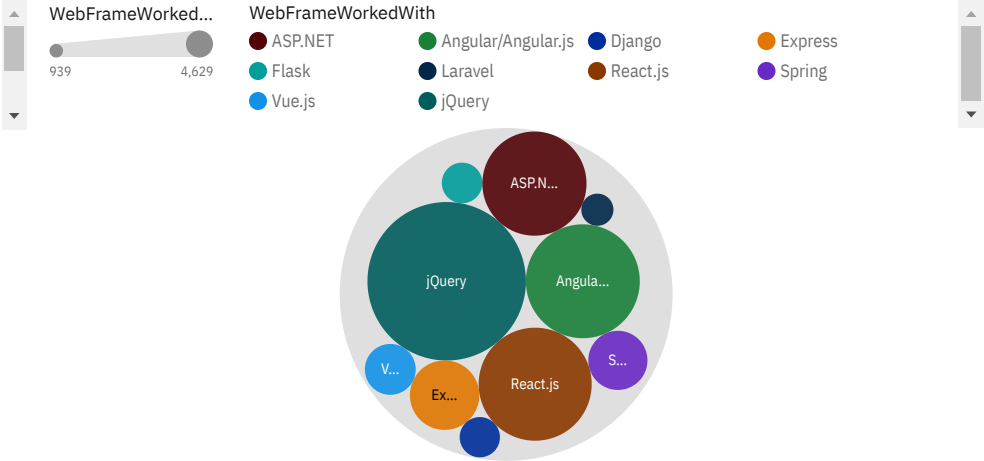 WebFrameWorked...
939 4,629
WebFrameWorkedWith
ASP.NET Angular/Angular.js Django Express
Flask Laravel React.js Spring
Vue.js jQuery
ASP.N...
jQuery
Angula...
S...
V...
React.js
Ex...